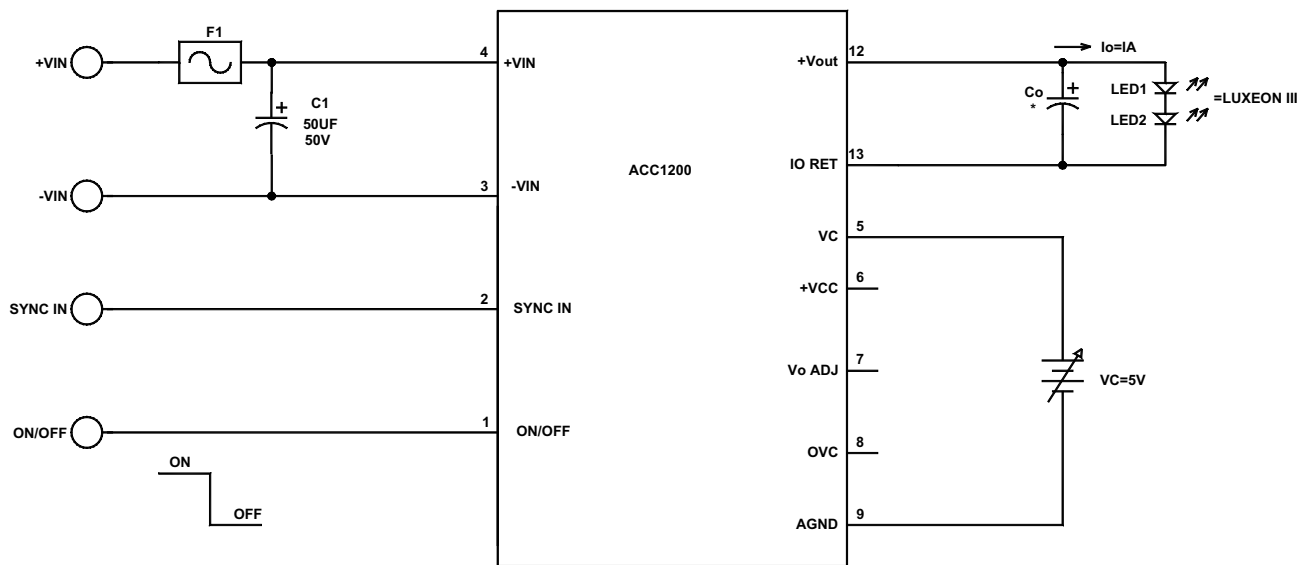 F1
+VIN
4
+VIN
C1
+
50UF
50V
-VIN
3
-VIN
SYNC IN
2
SYNC IN
ON/OFF
1
ON/OFF
ON
OFF
ACC1200
12
+Vout
Io=IA
Co
+
*
LED1
LED2
=LUXEON III
13
IO RET
5
VC
6
+VCC
7
Vo ADJ
VC=5V
8
OVC
9
AGND